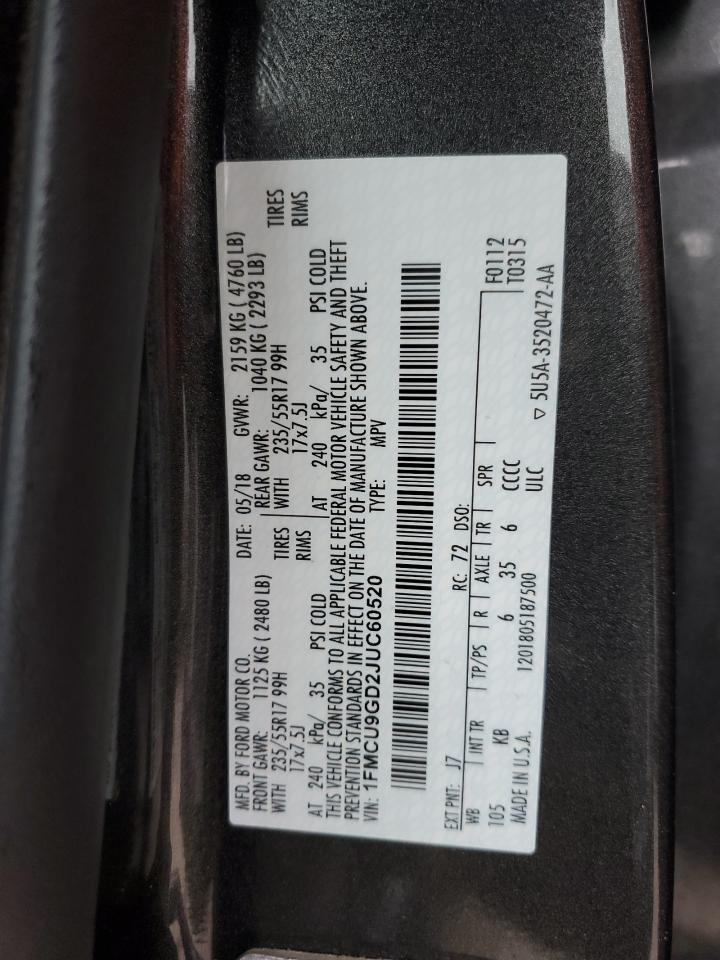 MFD. BY FORD MOTOR CO. DATE: 05/18 GVWR: 2159 KG ( 4760 LB)
FRONT GAWR: 1125 KG ( 2480 LB) REAR GAWR: 1040 KG ( 2293 LB)
WITH 235/55R17 99H TIRES WITH 235/55R17 99H TIRES
17x7.5J RIMS 17x7.5J RIMS
AT 240 kPa/ 35 PSI COLD AT 240 kPa/ 35 PSI COLD
THIS VEHICLE CONFORMS TO ALL APPLICABLE FEDERAL MOTOR VEHICLE SAFETY AND THEFT
PREVENTION STANDARDS IN EFFECT ON THE DATE OF MANUFACTURE SHOWN ABOVE.
VIN: 1FMCU9GD2JUC60520 TYPE: MPV
EXT PNT: J7 RC: 72 DSO:
WB INT TR TP/PS R AXLE TR SPR F0112
105 KB 6 35 6 CCCC T0315
MADE IN U.S.A. 1201805187500 ULC
▽ 5U5A-3520472-AA